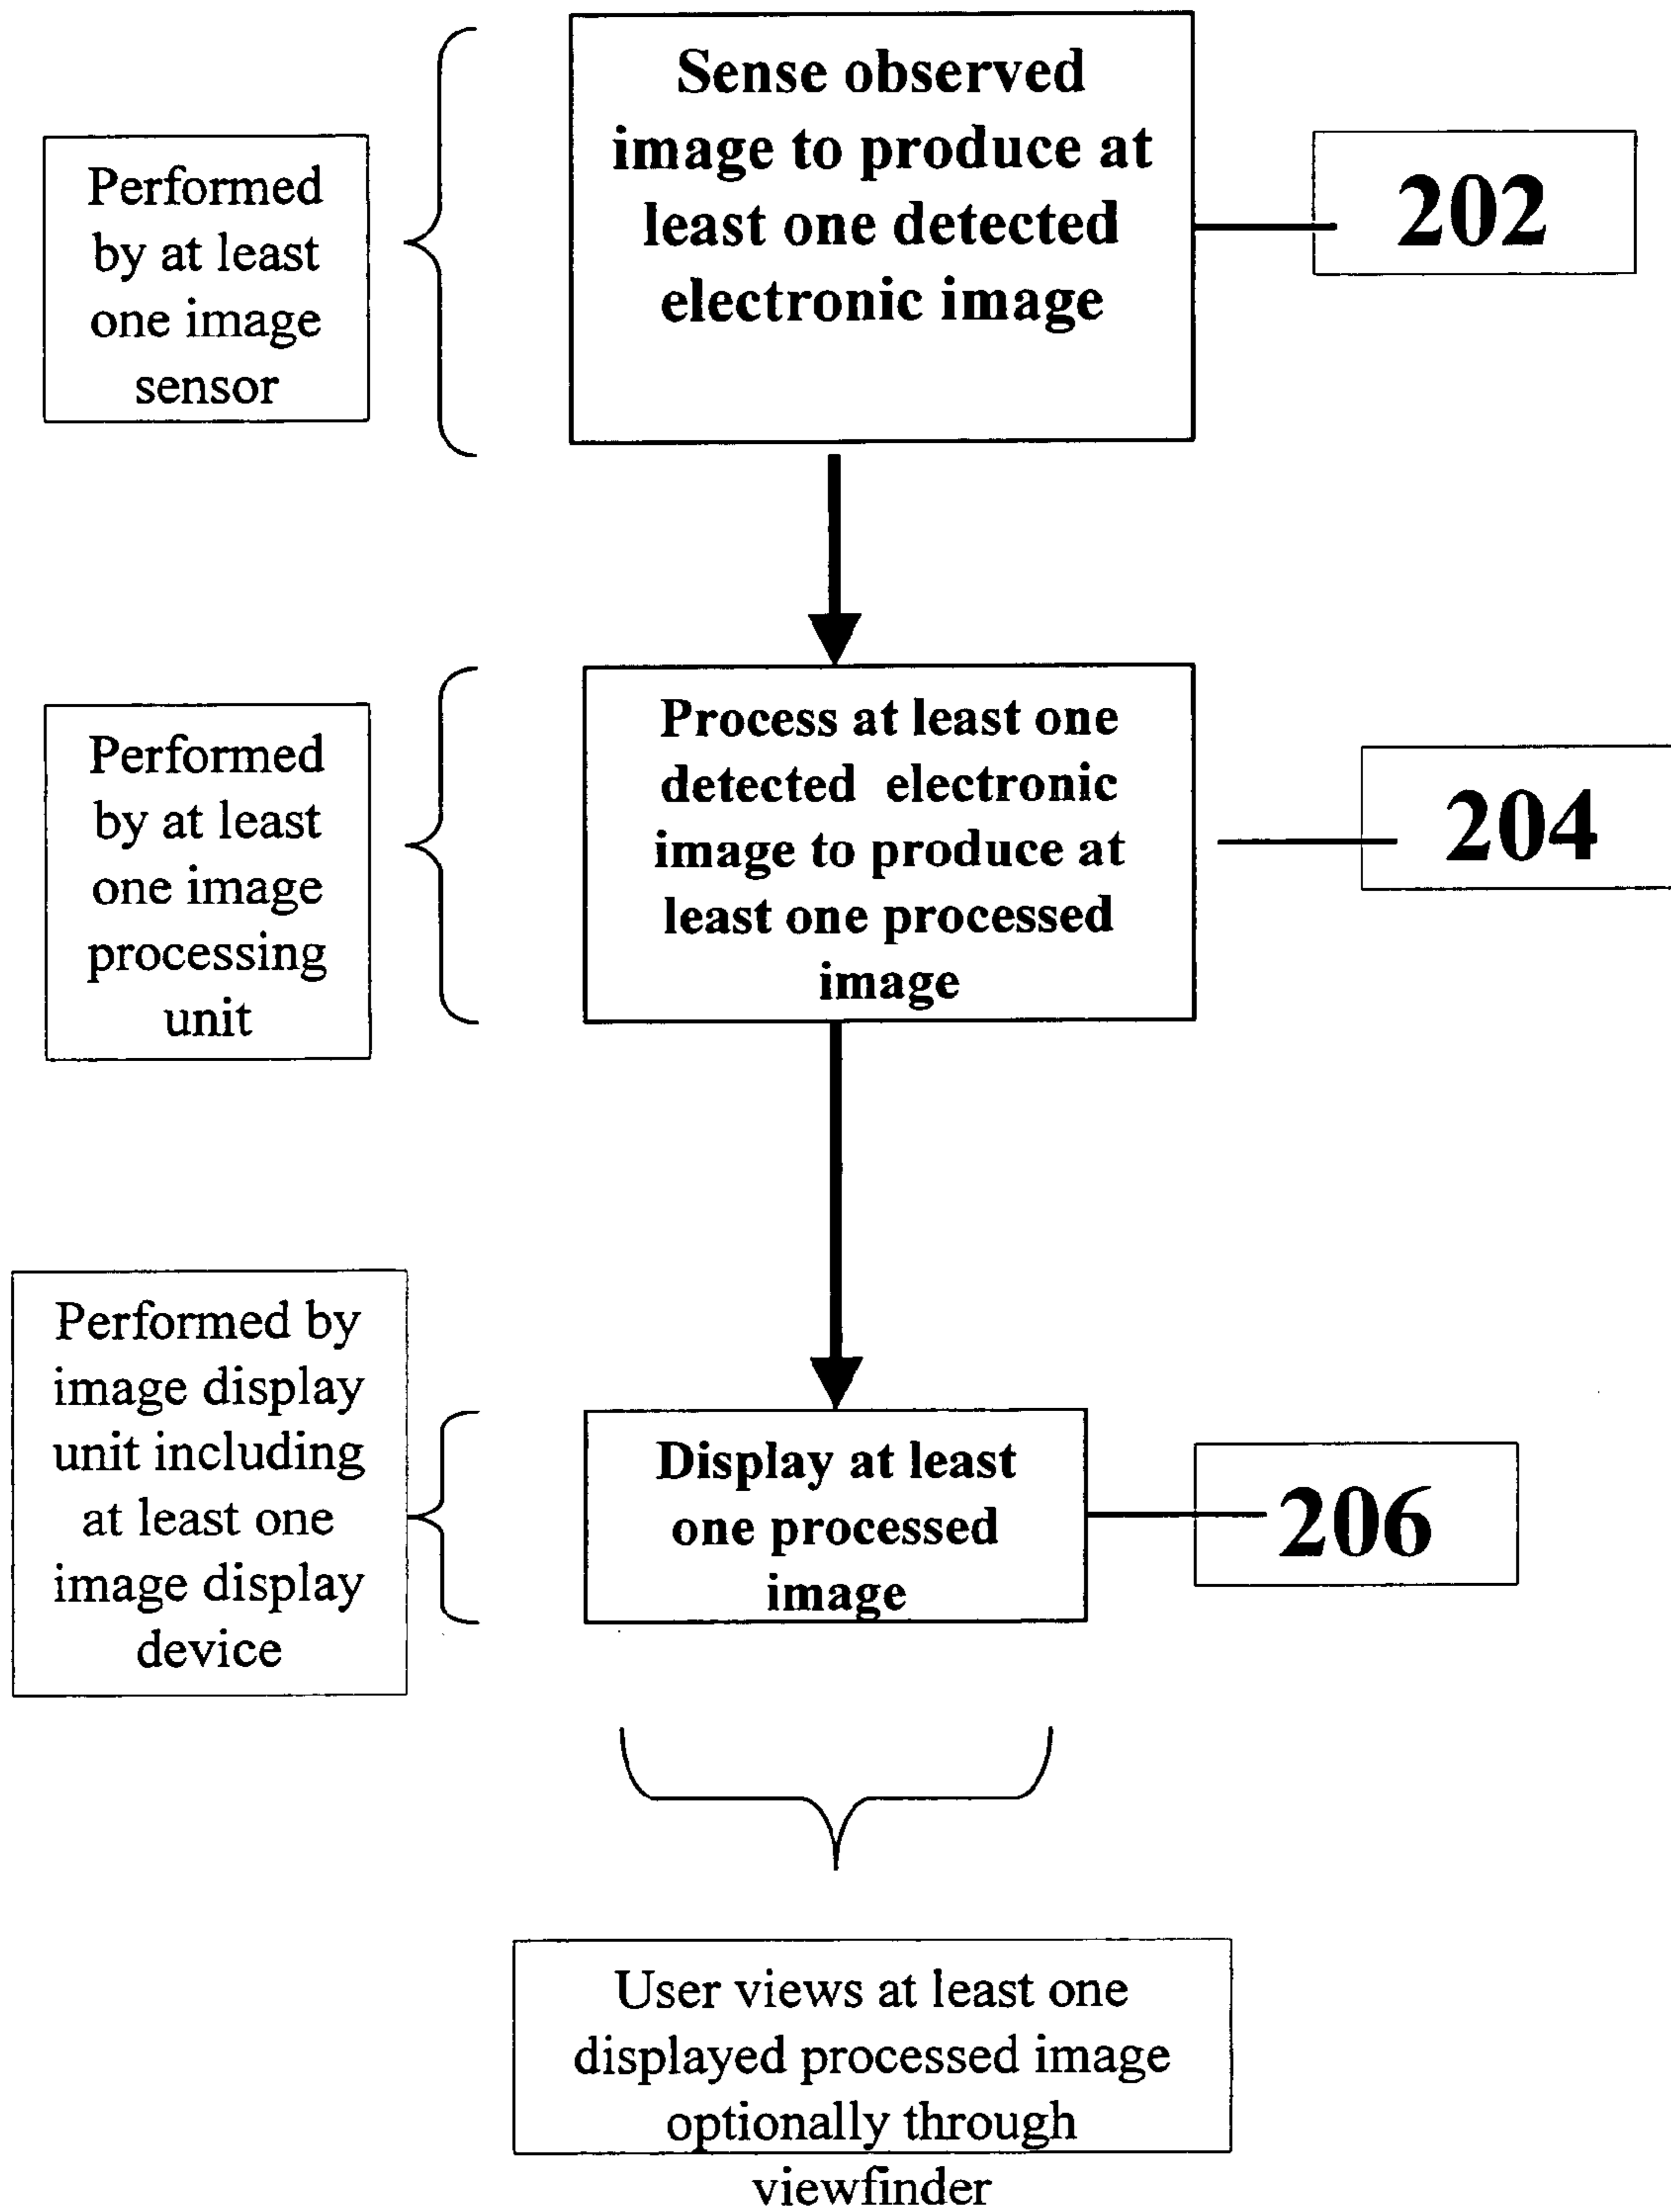 Sense observed
image to produce at
least one detected
electronic image
Performed
by at least
one image
sensor
202
Process at least one
detected electronic
image to produce at
least one processed
image
Performed
by at least
one image
processing
unit
204
Performed by
image display
unit including
at least one
image display
device
Display at least
one processed
image
206
User views at least one
displayed processed image
optionally through
viewfinder